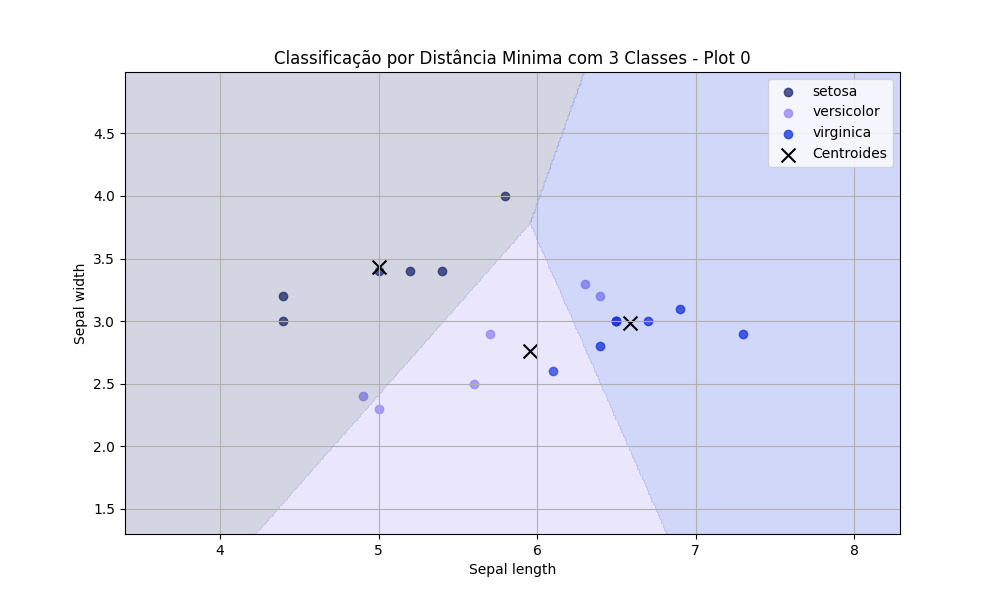 Classificação por Distância Minima com 3 Classes - Plot 0
setosa
versicolor
virginica
Centroides
Sepal width
4.5
4.0
3.5
3.0
2.5
2.0
1.5
4 5 6 7 8
Sepal length